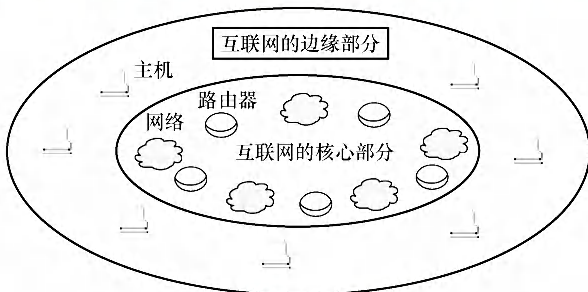 互联网的边缘部分
主机
路由器
网络
互联网的核心部分